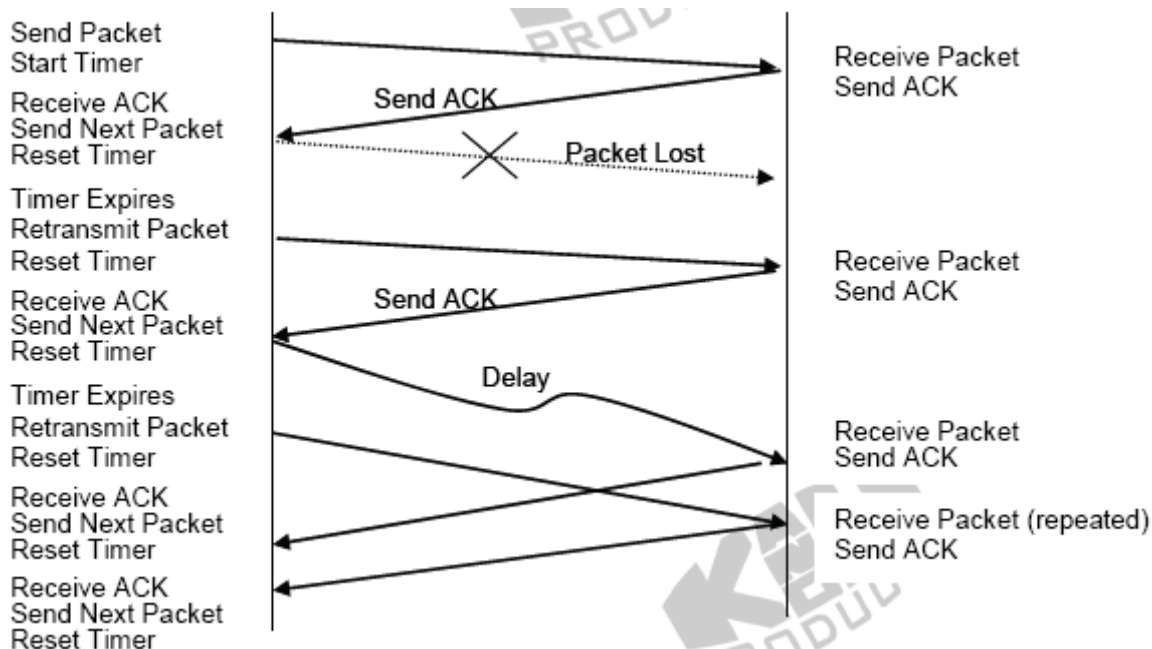 Send Packet
Start Timer
Receive ACK
Send Next Packet
Reset Timer
Timer Expires
Retransmit Packet
Reset Timer
Receive ACK
Send Next Packet
Reset Timer
Timer Expires
Retransmit Packet
Reset Timer
Receive ACK
Send Next Packet
Reset Timer
Receive ACK
Send Next Packet
Reset Timer
Send ACK
Packet Lost
Send ACK
Delay
Receive Packet
Send ACK
Receive Packet
Send ACK
Receive Packet
Send ACK
Receive Packet (repeated)
Send ACK